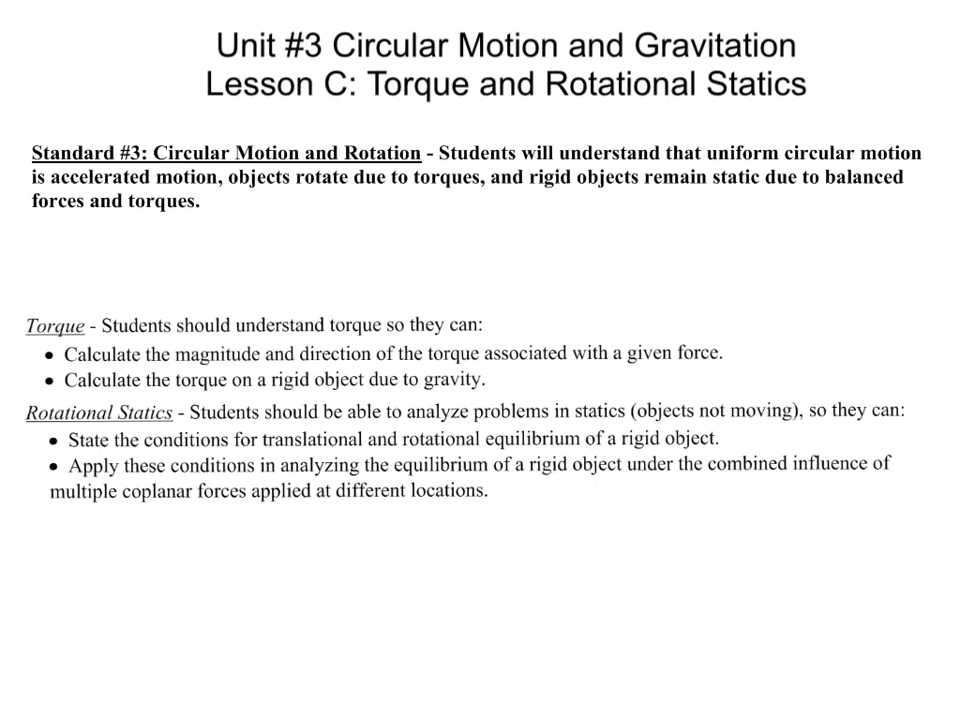 Unit #3 Circular Motion and Gravitation
Lesson C: Torque and Rotational Statics
Standard #3: Circular Motion and Rotation - Students will understand that uniform circular motion
is accelerated motion, objects rotate due to torques, and rigid objects remain static due to balanced
forces and torques.
Torque - Students should understand torque so they can:
• Calculate the magnitude and direction of the torque associated with a given force.
• Calculate the torque on a rigid object due to gravity.
Rotational Statics - Students should be able to analyze problems in statics (objects not moving), so they can:
• State the conditions for translational and rotational equilibrium of a rigid object.
• Apply these conditions in analyzing the equilibrium of a rigid object under the combined influence of
multiple coplanar forces applied at different locations.